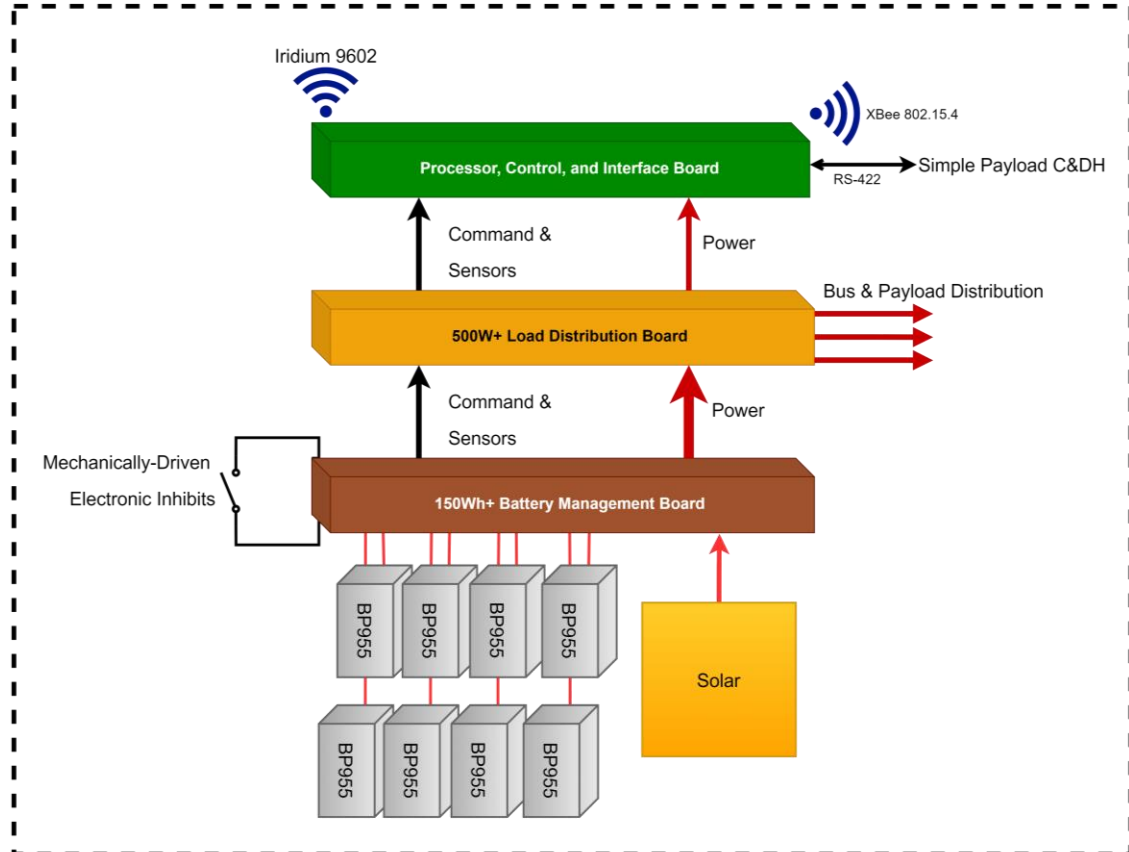 Iridium 9602
XBee 802.15.4
Processor, Control, and Interface Board
RS-422
Simple Payload C&DH
Command &
Sensors
Power
Bus & Payload Distribution
500W+ Load Distribution Board
Command &
Sensors
Power
Mechanically-Driven
Electronic Inhibits
150Wh+ Battery Management Board
BP955
BP955
BP955
BP955
Solar
BP955
BP955
BP955
BP955